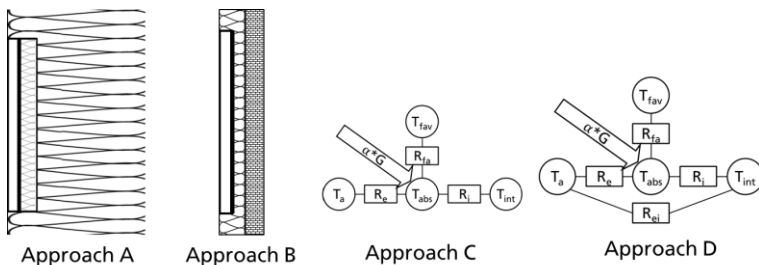 T_fav
α*G
R_fa
T_a R_e T_abs R_i T_int
T_fav
α*G
R_fa
T_a R_e T_abs R_i T_int
R_ei
Approach A Approach B Approach C Approach D